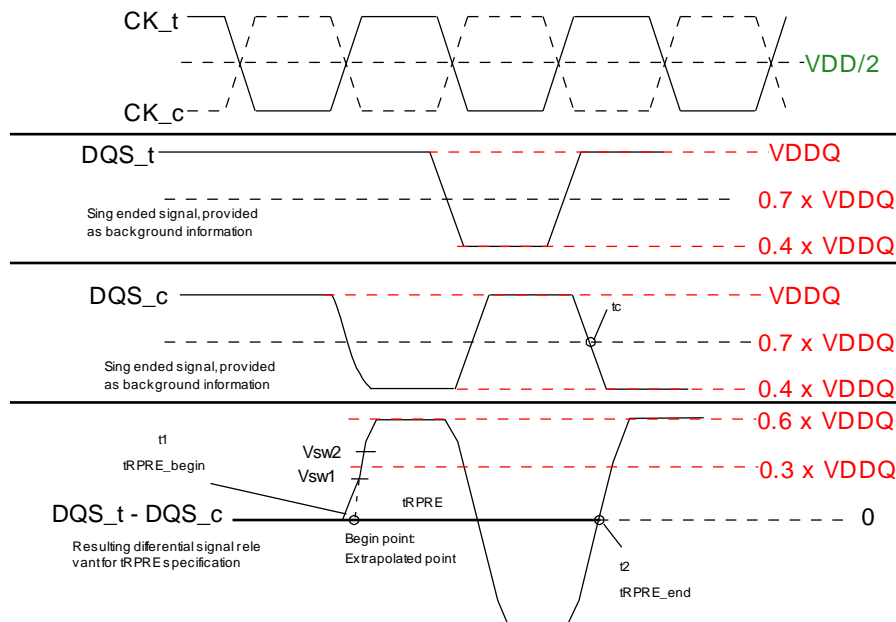 CK_t
VDD/2
CK_c
DQS_t
VDDQ
0.7 x VDDQ
Sing ended signal, provided
as background information
0.4 x VDDQ
DQS_c
VDDQ
tc
0.7 x VDDQ
Sing ended signal, provided
as background information
0.4 x VDDQ
0.6 x VDDQ
t1
Vsw2
tRPRE_begin
0.3 x VDDQ
Vsw1
tRPRE
DQS_t - DQS_c
0
Begin point:
Extrapolated point
Resulting diferential signal rele
vant for tRPRE specification
t2
tRPRE_end